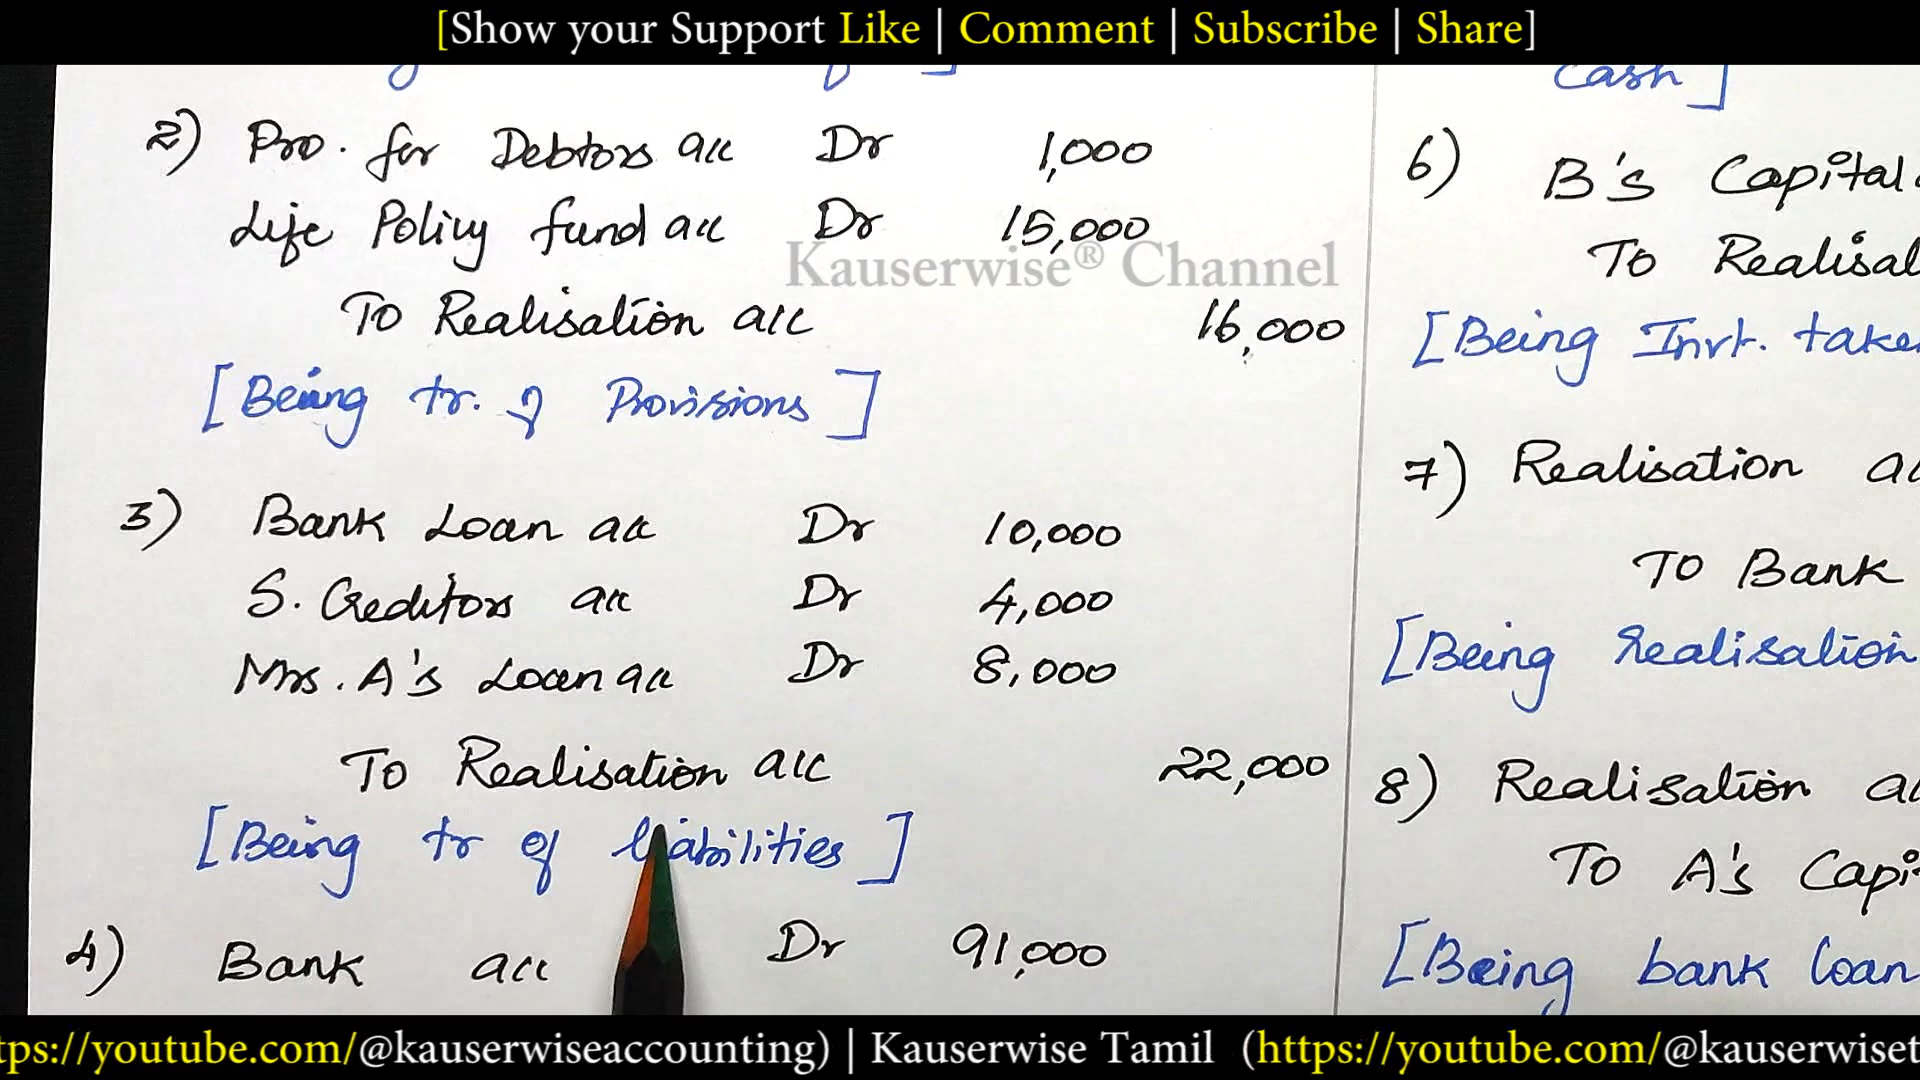 [Show your Support Like | Comment | Subscribe | Share]
2) Pro. for Debtors a/c Dr 1,000
Life Policy fund a/c Dr 15,000
To Realisation a/c 16,000
[Being tr. of Provisions]
3) Bank Loan a/c Dr 10,000
S. Creditors a/c Dr 4,000
Mrs. A's Loan a/c Dr 8,000
To Realisation a/c 22,000
[Being tr of liabilities]
4) Bank a/c Dr 91,000
Cash]
6) B's Capital
To Realisa
[Being Invt. take
7) Realisation a
To Bank
[Being realisation
8) Realisation a
To A's Capi
[Being bank loan
Kauserwise® Channel
tps://youtube.com/@kauserwiseaccounting) | Kauserwise Tamil (https://youtube.com/@kauserwiset